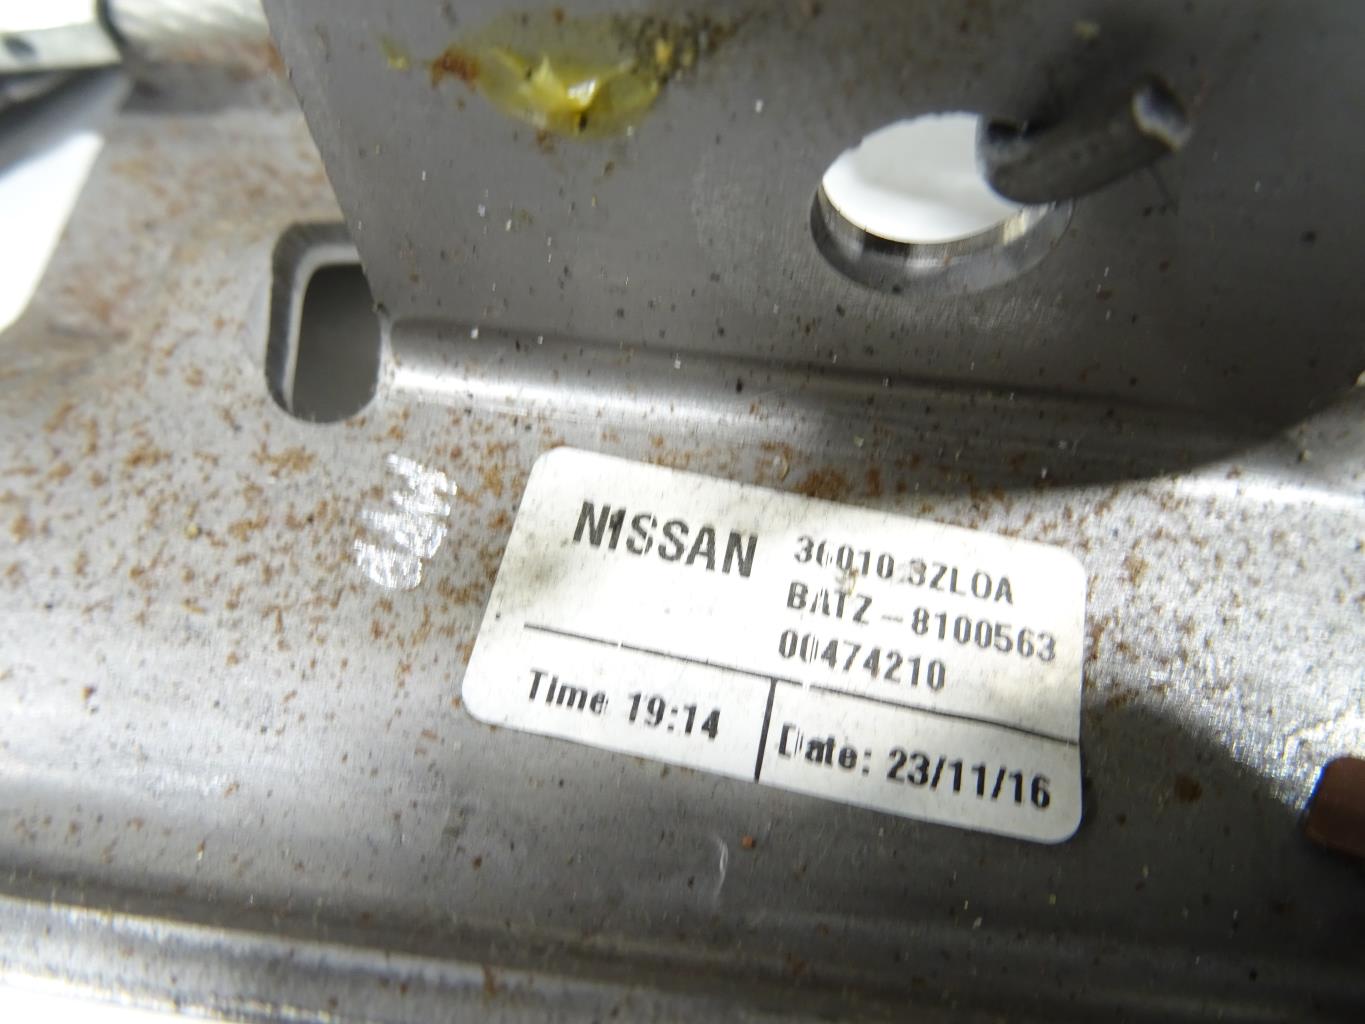 NISSAN
36010 3ZL0A
BATZ-8100563
00474210
Time 19:14
Date: 23/11/16